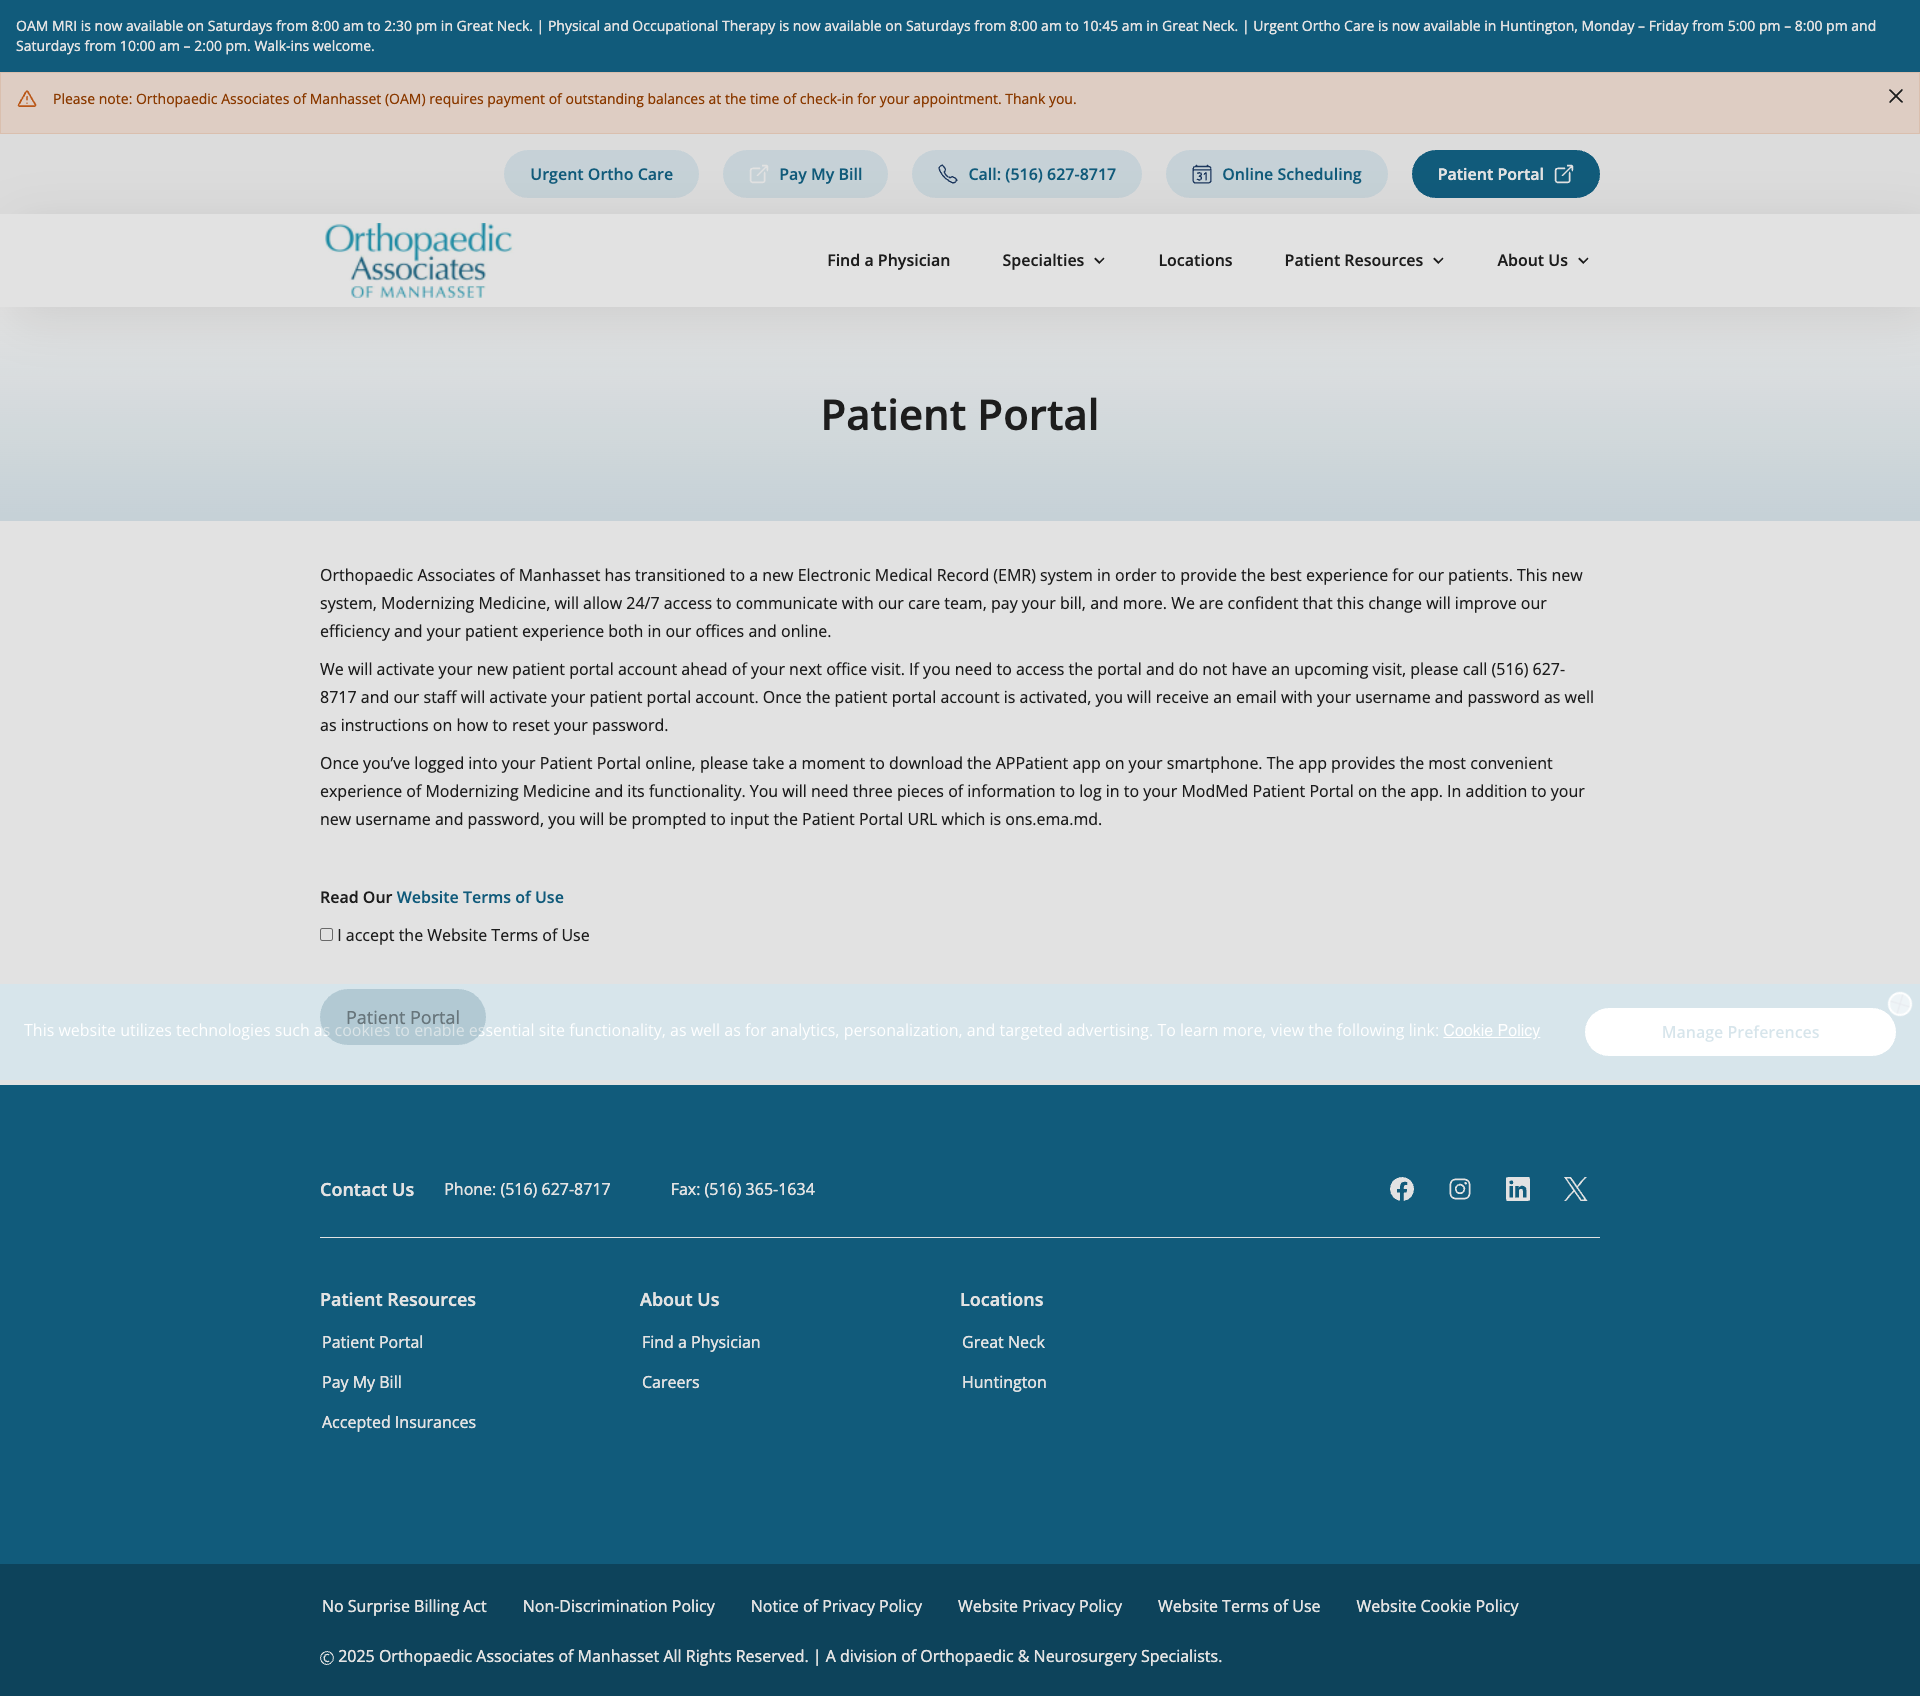 OAM MRI is now available on Saturdays from 8:00 am to 2:30 pm in Great Neck. | Physical and Occupational Therapy is now available on Saturdays from 8:00 am to 10:45 am in Great Neck. | Urgent Ortho Care is now available in Huntington, Monday – Friday from 5:00 pm – 8:00 pm and
Saturdays from 10:00 am – 2:00 pm. Walk-ins welcome.
Please note: Orthopaedic Associates of Manhasset (OAM) requires payment of outstanding balances at the time of check-in for your appointment. Thank you.
Urgent Ortho Care
Pay My Bill
Call: (516) 627-8717
31
Online Scheduling
Patient Portal
Orthopaedic
Associates
OF MANHASSET
Find a Physician
Specialties
Locations
Patient Resources
About Us
Patient Portal
Orthopaedic Associates of Manhasset has transitioned to a new Electronic Medical Record (EMR) system in order to provide the best experience for our patients. This new
system, Modernizing Medicine, will allow 24/7 access to communicate with our care team, pay your bill, and more. We are confident that this change will improve our
efficiency and your patient experience both in our offices and online.
We will activate your new patient portal account ahead of your next office visit. If you need to access the portal and do not have an upcoming visit, please call (516) 627-
8717 and our staff will activate your patient portal account. Once the patient portal account is activated, you will receive an email with your username and password as well
as instructions on how to reset your password.
Once you’ve logged into your Patient Portal online, please take a moment to download the APPatient app on your smartphone. The app provides the most convenient
experience of Modernizing Medicine and its functionality. You will need three pieces of information to log in to your ModMed Patient Portal on the app. In addition to your
new username and password, you will be prompted to input the Patient Portal URL which is ons.ema.md.
Read Our Website Terms of Use
I accept the Website Terms of Use
Patient Portal
This website utilizes technologies such as cookies to enable essential site functionality, as well as for analytics, personalization, and targeted advertising. To learn more, view the following link: Cookie Policy
Manage Preferences
Contact Us
Phone: (516) 627-8717
Fax: (516) 365-1634
Patient Resources
About Us
Locations
Patient Portal
Find a Physician
Great Neck
Pay My Bill
Careers
Huntington
Accepted Insurances
No Surprise Billing Act
Non-Discrimination Policy
Notice of Privacy Policy
Website Privacy Policy
Website Terms of Use
Website Cookie Policy
© 2025 Orthopaedic Associates of Manhasset All Rights Reserved. | A division of Orthopaedic & Neurosurgery Specialists.